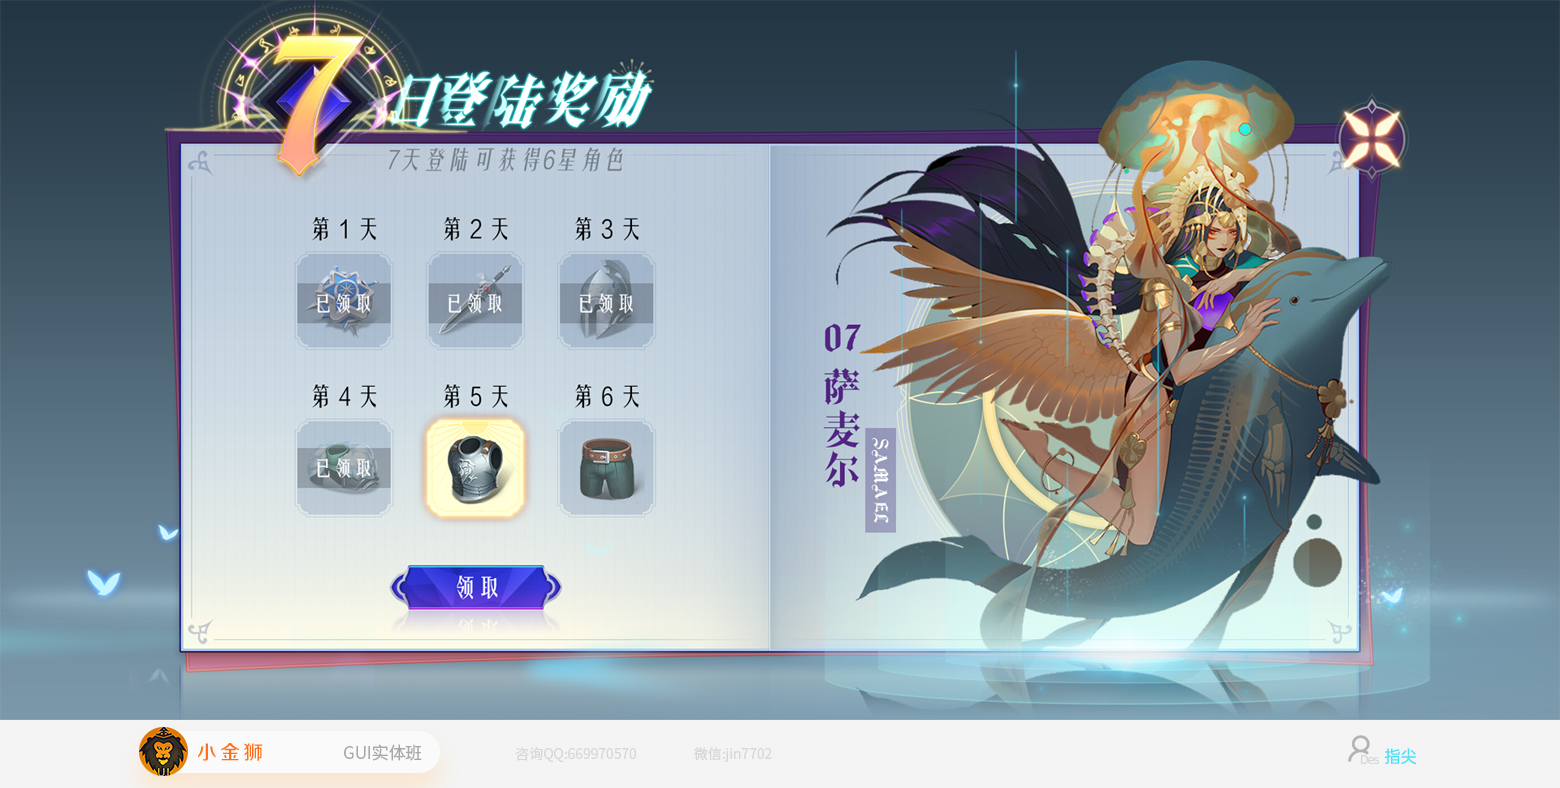 7日登陆奖励
7天登陆可获得6星角色
第1天
第2天
第3天
已领取
已领取
已领取
第4天
第5天
第6天
已领取
领取
07
萨麦尔
SAMAEL
小金狮
GUI实体班
咨询QQ:669970570
微信:jin7702
Des
指尖
UI